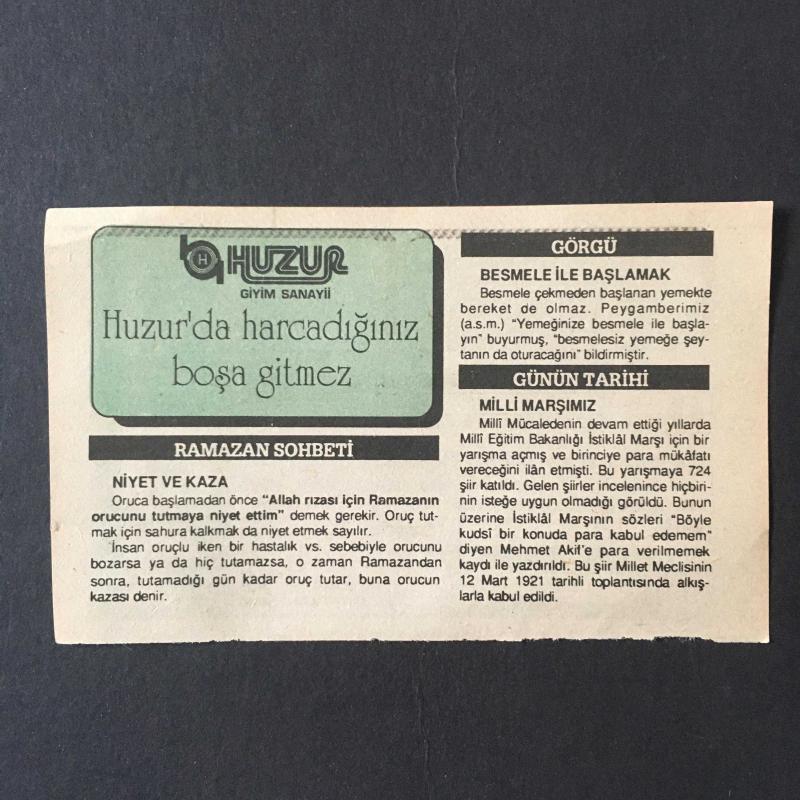 H HUZUR
GİYİM SANAYİİ
Huzur'da harcadığınız
boşa gitmez
RAMAZAN SOHBETİ
NİYET VE KAZA
Oruca başlamadan önce “Allah rızası için Ramazanın
orucunu tutmaya niyet ettim” demek gerekir. Oruç tut-
mak için sahura kalkmak da niyet etmek sayılır.
İnsan oruçlu iken bir hastalık vs. sebebiyle orucunu
bozarsa ya da hiç tutamazsa, o zaman Ramazandan
sonra, tutamadığı gün kadar oruç tutar, buna orucun
kazası denir.
GÖRGÜ
BESMELE İLE BAŞLAMAK
Besmele çekmeden başlanan yemekte
bereket de olmaz. Peygamberimiz
(a.s.m.) “Yemeğinize besmele ile başla-
yın” buyurmuş, “besmelesiz yemeğe şey-
tanın da oturacağını” bildirmiştir.
GÜNÜN TARİHİ
MİLLİ MARŞIMIZ
Millî Mücaledenin devam ettiği yıllarda
Millî Eğitim Bakanlığı İstiklâl Marşı için bir
yarışma açmış ve birinciye para mükâfatı
vereceğini ilân etmişti. Bu yarışmaya 724
şiir katıldı. Gelen şiirler incelenince hiçbiri-
nin isteğe uygun olmadığı görüldü. Bunun
üzerine İstiklâl Marşının sözleri “Böyle
kudsî bir konuda para kabul edemem”
diyen Mehmet Akif'e para verilmemek
kaydı ile yazdırıldı. Bu şiir Millet Meclisinin
12 Mart 1921 tarihli toplantısında alkış-
larla kabul edildi.